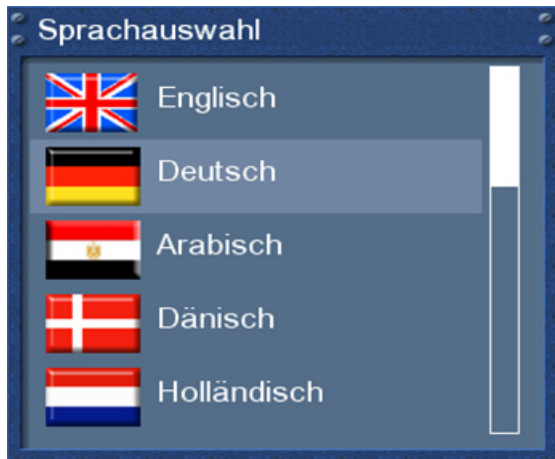 Sprachauswahl
Englisch
Deutsch
Arabisch
Dänisch
Holländisch